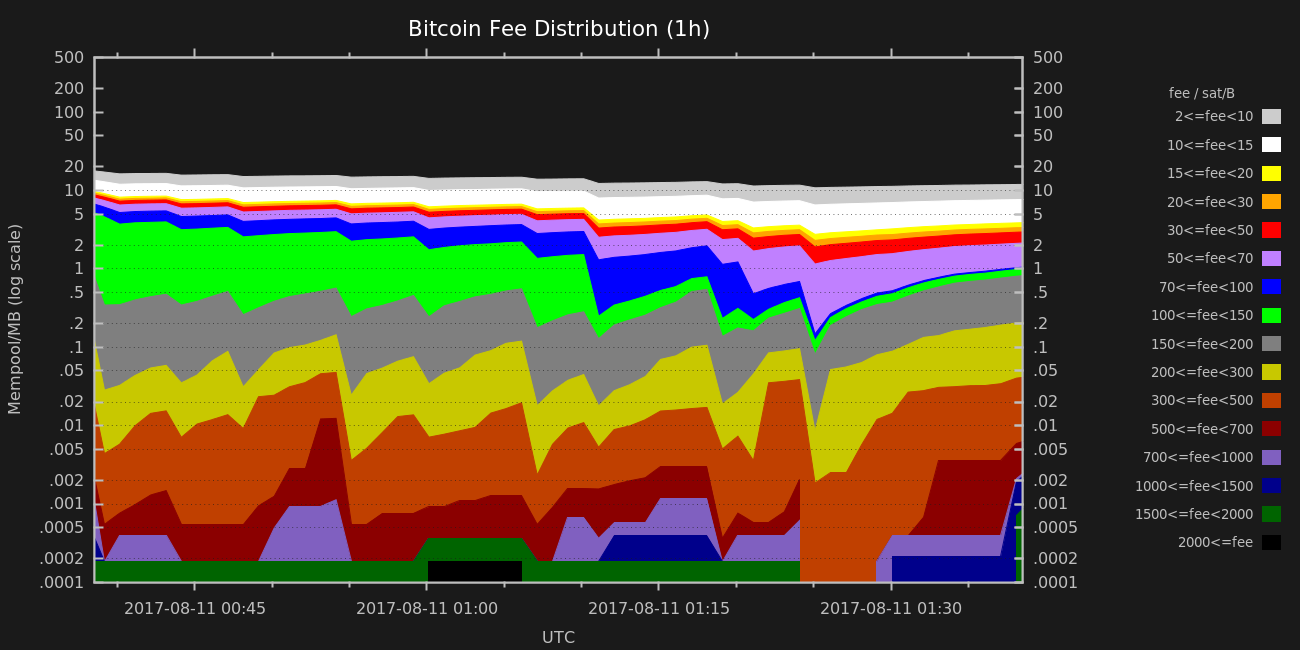 Bitcoin Fee Distribution (1h)
500
200
100
50
20
10
5
2
1
.5
.2
.1
.05
.02
.01
.005
.002
.001
.0005
.0002
.0001
Mempool/MB (log scale)
500
200
100
50
20
10
5
2
1
.5
.2
.1
.05
.02
.01
.005
.002
.001
.0005
.0002
.0001
2017-08-11 00:45 2017-08-11 01:00 2017-08-11 01:15 2017-08-11 01:30
UTC
fee / sat/B
2<=fee<10
10<=fee<15
15<=fee<20
20<=fee<30
30<=fee<50
50<=fee<70
70<=fee<100
100<=fee<150
150<=fee<200
200<=fee<300
300<=fee<500
500<=fee<700
700<=fee<1000
1000<=fee<1500
1500<=fee<2000
2000<=fee